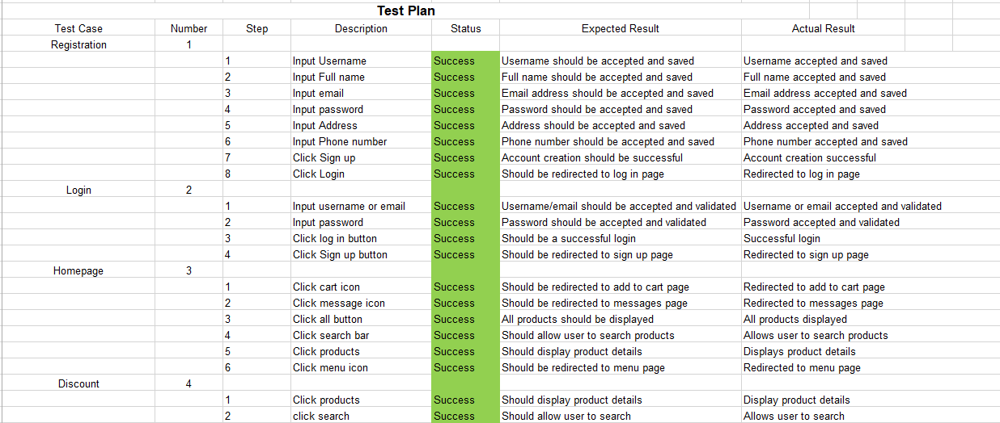 Test Plan
Test Case Number Step Description Status Expected Result Actual Result
Registration 1
1 Input Username Success Username should be accepted and saved Username accepted and saved
2 Input Full name Success Full name should be accepted and saved Full name accepted and saved
3 Input email Success Email address should be accepted and saved Email address accepted and saved
4 Input password Success Password should be accepted and saved Password accepted and saved
5 Input Address Success Address should be accepted and saved Address accepted and saved
6 Input Phone number Success Phone number should be accepted and saved Phone number accepted and saved
7 Click Sign up Success Account creation should be successful Account creation successful
8 Click Login Success Should be redirected to log in page Redirected to log in page
Login 2
1 Input username or email Success Username/email should be accepted and validated Username or email accepted and validated
2 Input password Success Password should be accepted and validated Password accepted and validated
3 Click log in button Success Should be a successful login Successful login
4 Click Sign up button Success Should be redirected to sign up page Redirected to sign up page
Homepage 3
1 Click cart icon Success Should be redirected to add to cart page Redirected to add to cart page
2 Click message icon Success Should be redirected to messages page Redirected to messages page
3 Click all button Success All products should be displayed All products displayed
4 Click search bar Success Should allow user to search products Allows user to search products
5 Click products Success Should display product details Displays product details
6 Click menu icon Success Should be redirected to menu page Redirected to menu page
Discount 4
1 Click products Success Should display product details Display product details
2 click search Success Should allow user to search Allows user to search